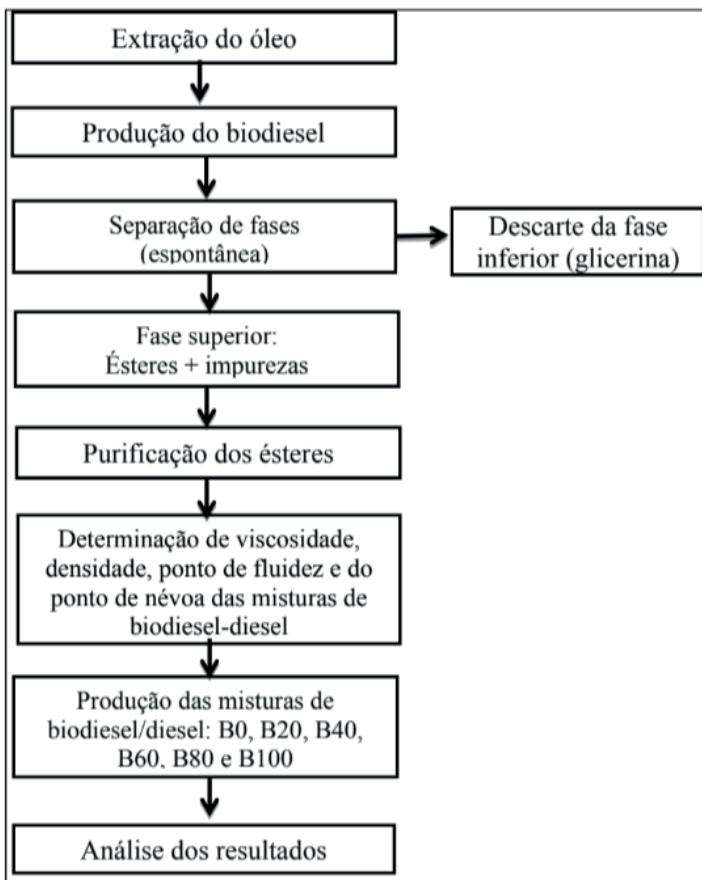 Extração do óleo
Produção do biodiesel
Separação de fases
(espontânea)
Descarte da fase
inferior (glicerina)
Fase superior:
Ésteres + impurezas
Purificação dos ésteres
Determinação de viscosidade,
densidade, ponto de fluidez e do
ponto de névoa das misturas de
biodiesel-diesel
Produção das misturas de
biodiesel/diesel: B0, B20, B40,
B60, B80 e B100
Análise dos resultados